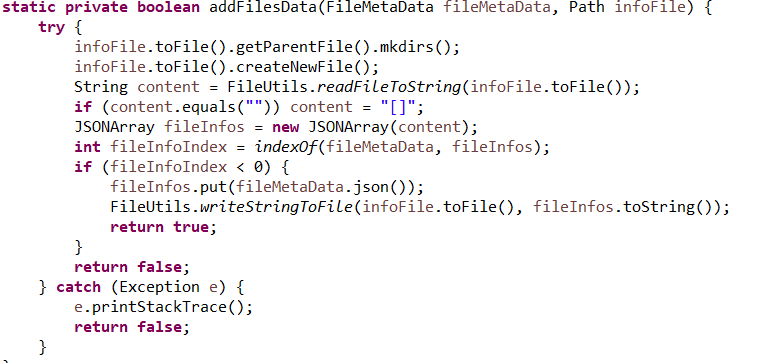 static private boolean addFilesData(FileMetaData fileMetaData, Path infoFile) {
    try {
        infoFile.toFile().getParentFile().mkdirs();
        infoFile.toFile().createNewFile();
        String content = FileUtils.readFileToString(infoFile.toFile());
        if (content.equals("")) content = "[]";
        JSONArray fileInfos = new JSONArray(content);
        int fileInfoIndex = indexOf(fileMetaData, fileInfos);
        if (fileInfoIndex < 0) {
            fileInfos.put(fileMetaData.json());
            FileUtils.writeStringToFile(infoFile.toFile(), fileInfos.toString());
            return true;
        }
        return false;
    } catch (Exception e) {
        e.printStackTrace();
        return false;
    }